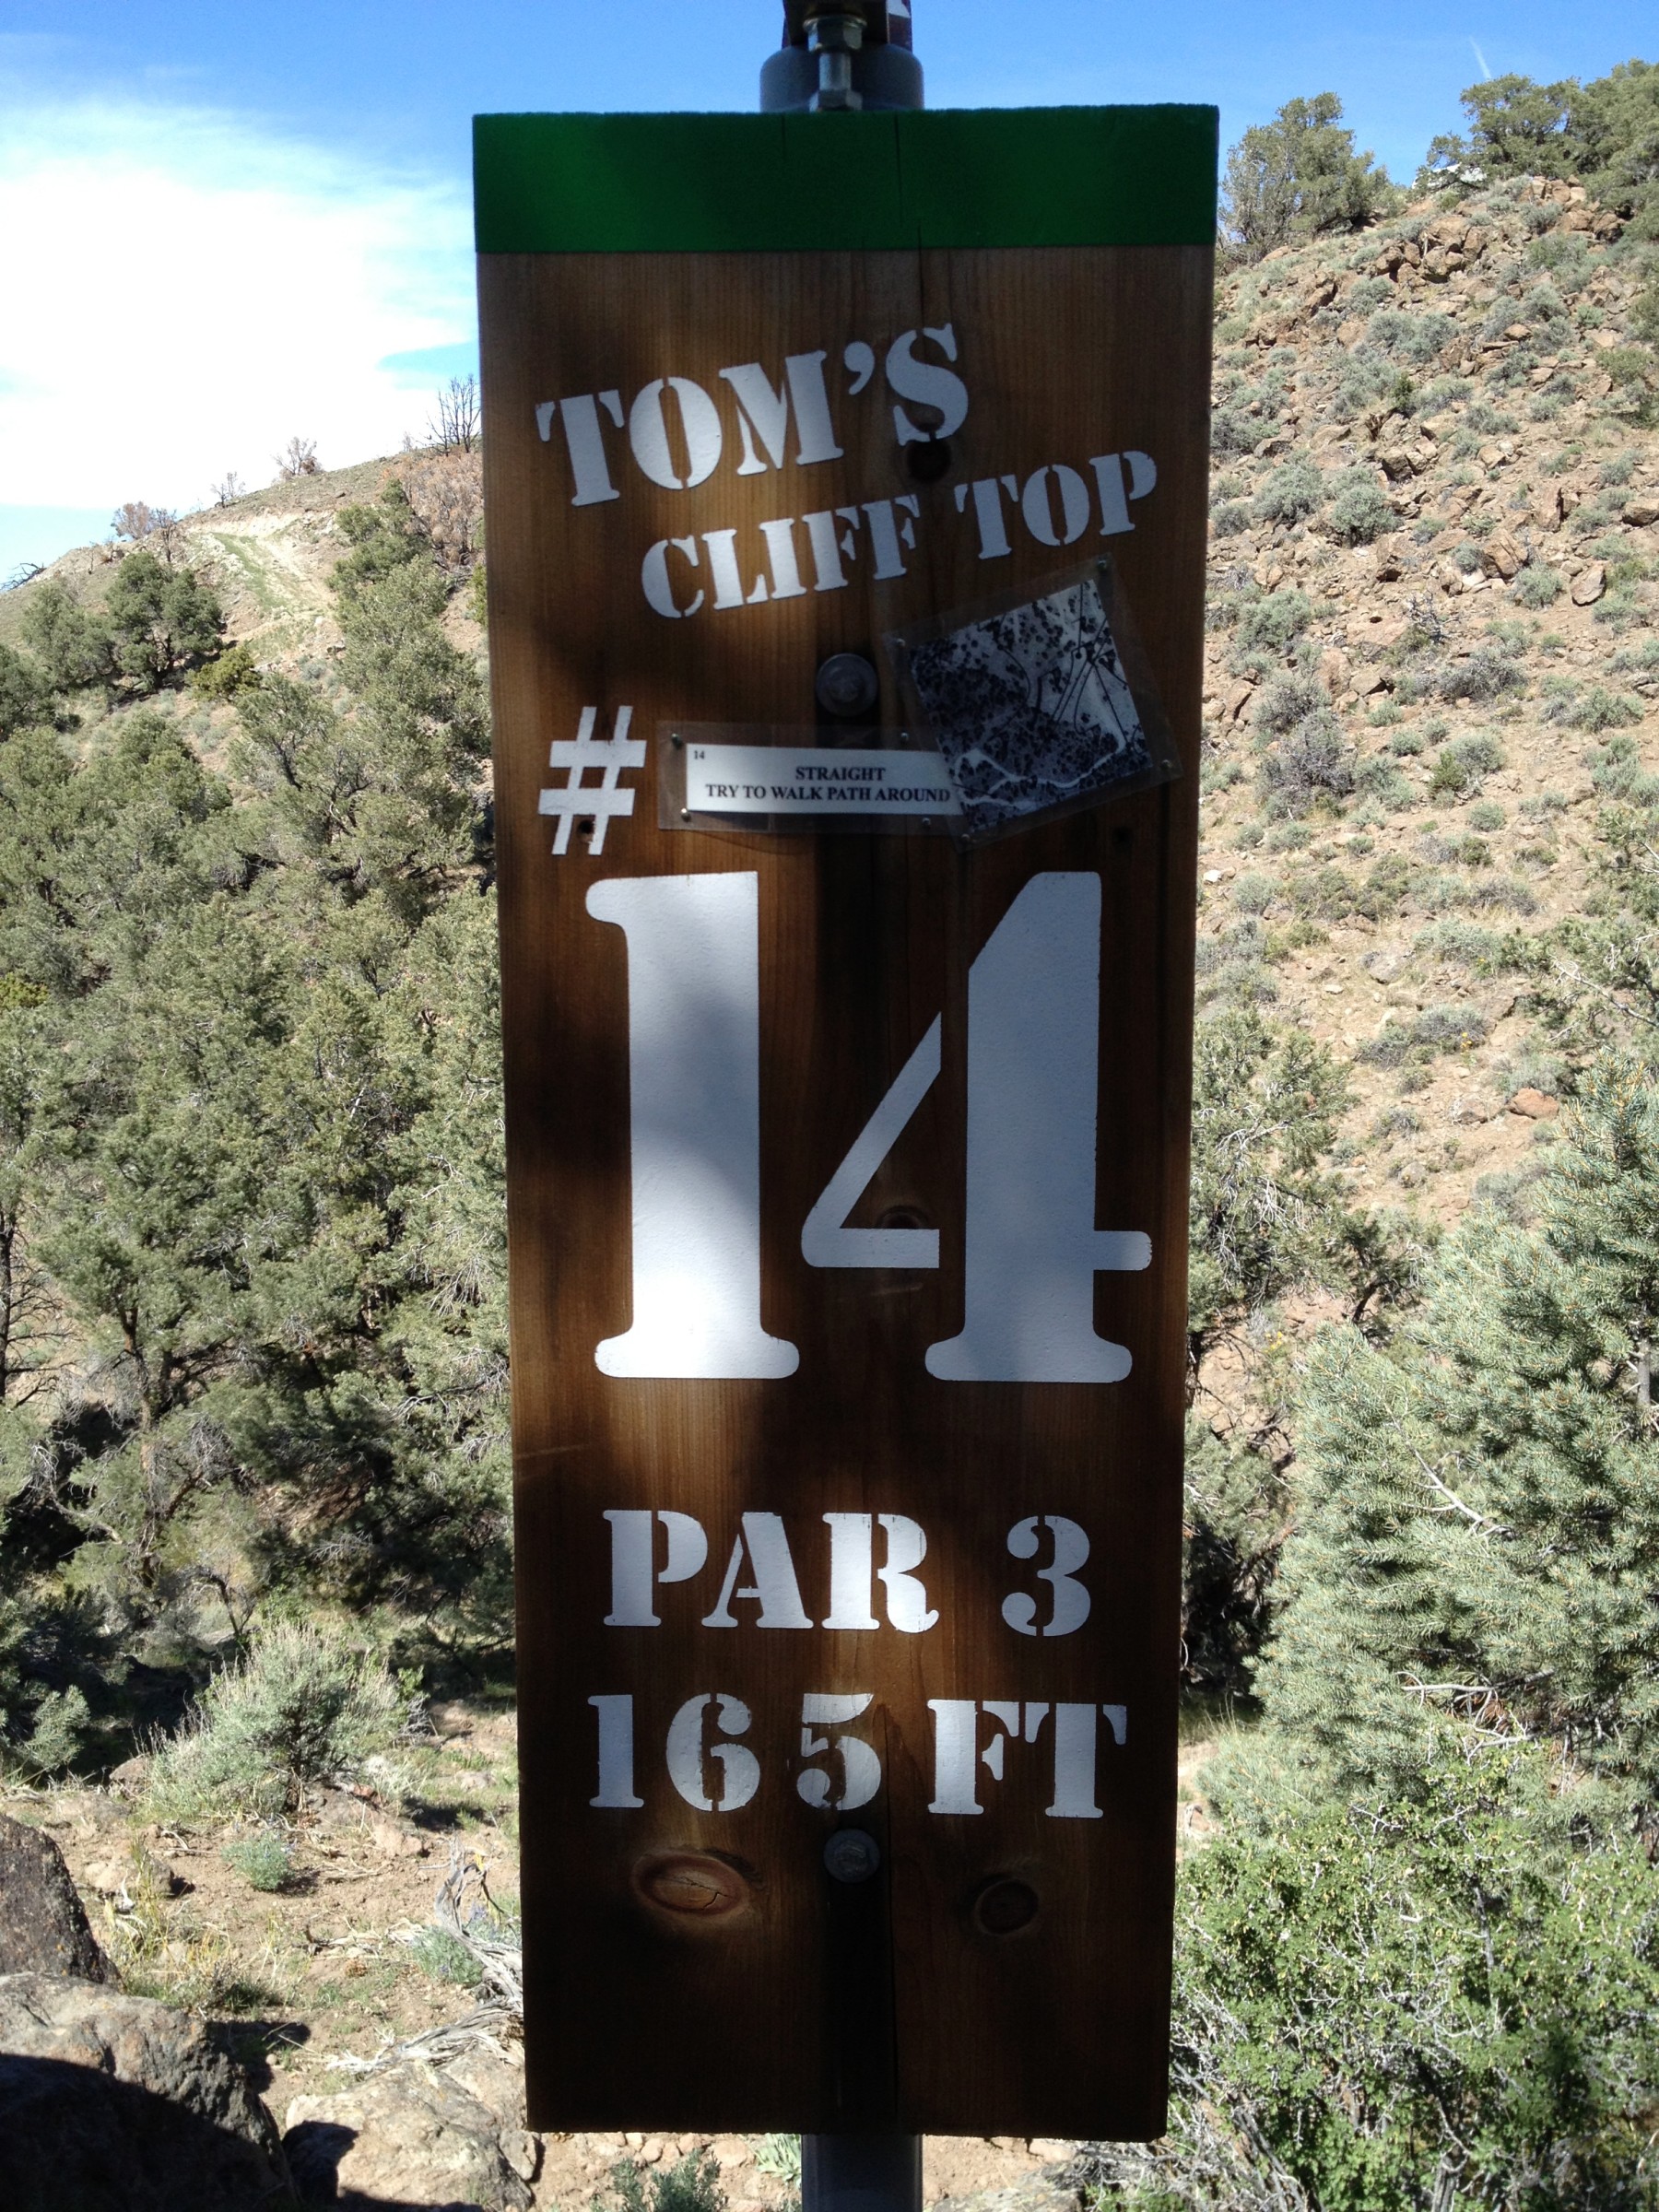 TOM'S
CLIFF TOP
#
14
STRAIGHT
TRY TO WALK PATH AROUND
14
PAR 3
165 FT